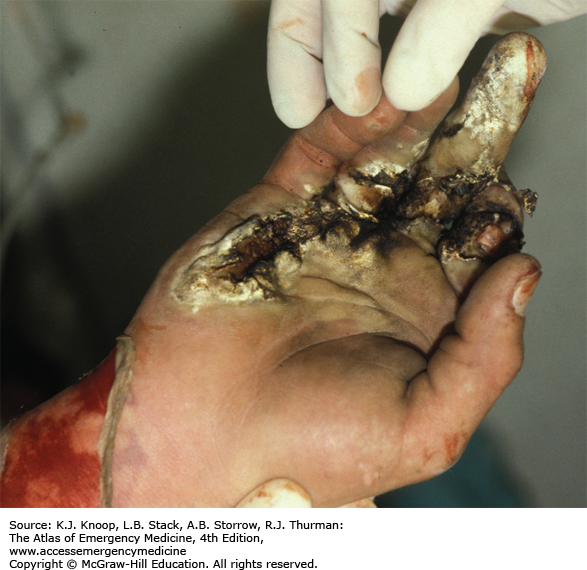 Source: K.J. Knoop, L.B. Stack, A.B. Storrow, R.J. Thurman:
The Atlas of Emergency Medicine, 4th Edition,
www.accessemergencymedicine
Copyright © McGraw-Hill Education. All rights reserved.